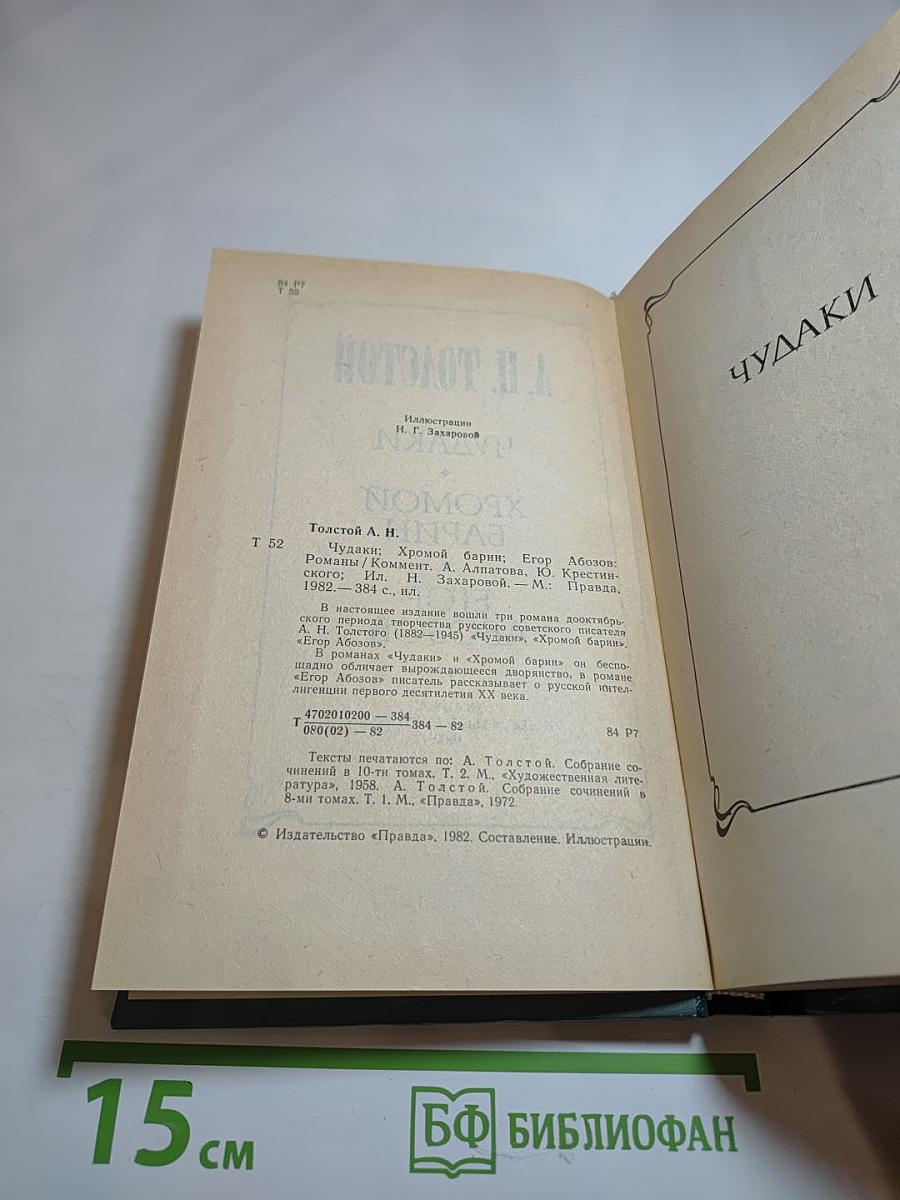 84 Р7
Т 52
Иллюстрации
Н. Г. Захаровой
Толстой А. Н.
Т 52
Чудаки; Хромой барин; Егор Абозов:
Романы / Коммент. А. Алпатова, Ю. Крестин-
ского; Ил. Н. Захаровой. — М.: Правда,
1982.— 384 с., ил.
В настоящее издание вошли три романа дооктябрь-
ского периода творчества русского советского писателя
А. Н. Толстого (1882—1945) «Чудаки», «Хромой барин»,
«Егор Абозов».
В романах «Чудаки» и «Хромой барин» он беспо-
щадно обличает вырождающееся дворянство, в романе
«Егор Абозов» писатель рассказывает о русской интел-
лигенции первого десятилетия XX века.
Т 4702010200 — 384
080(02) — 82
384 — 82
84 Р7
Тексты печатаются по: А. Толстой. Собрание со-
чинений в 10-ти томах. Т. 2. М., «Художественная лите-
ратура», 1958. А. Толстой. Собрание сочинений в
8-ми томах. Т. 1. М., «Правда», 1972.
© Издательство «Правда», 1982. Составление. Иллюстрации.
ЧУДАКИ
А. Н. ТОЛСТОЙ
ЧУДАКИ
ХРОМОЙ
БАРИН
15 см
БФ БИБЛИОФАН